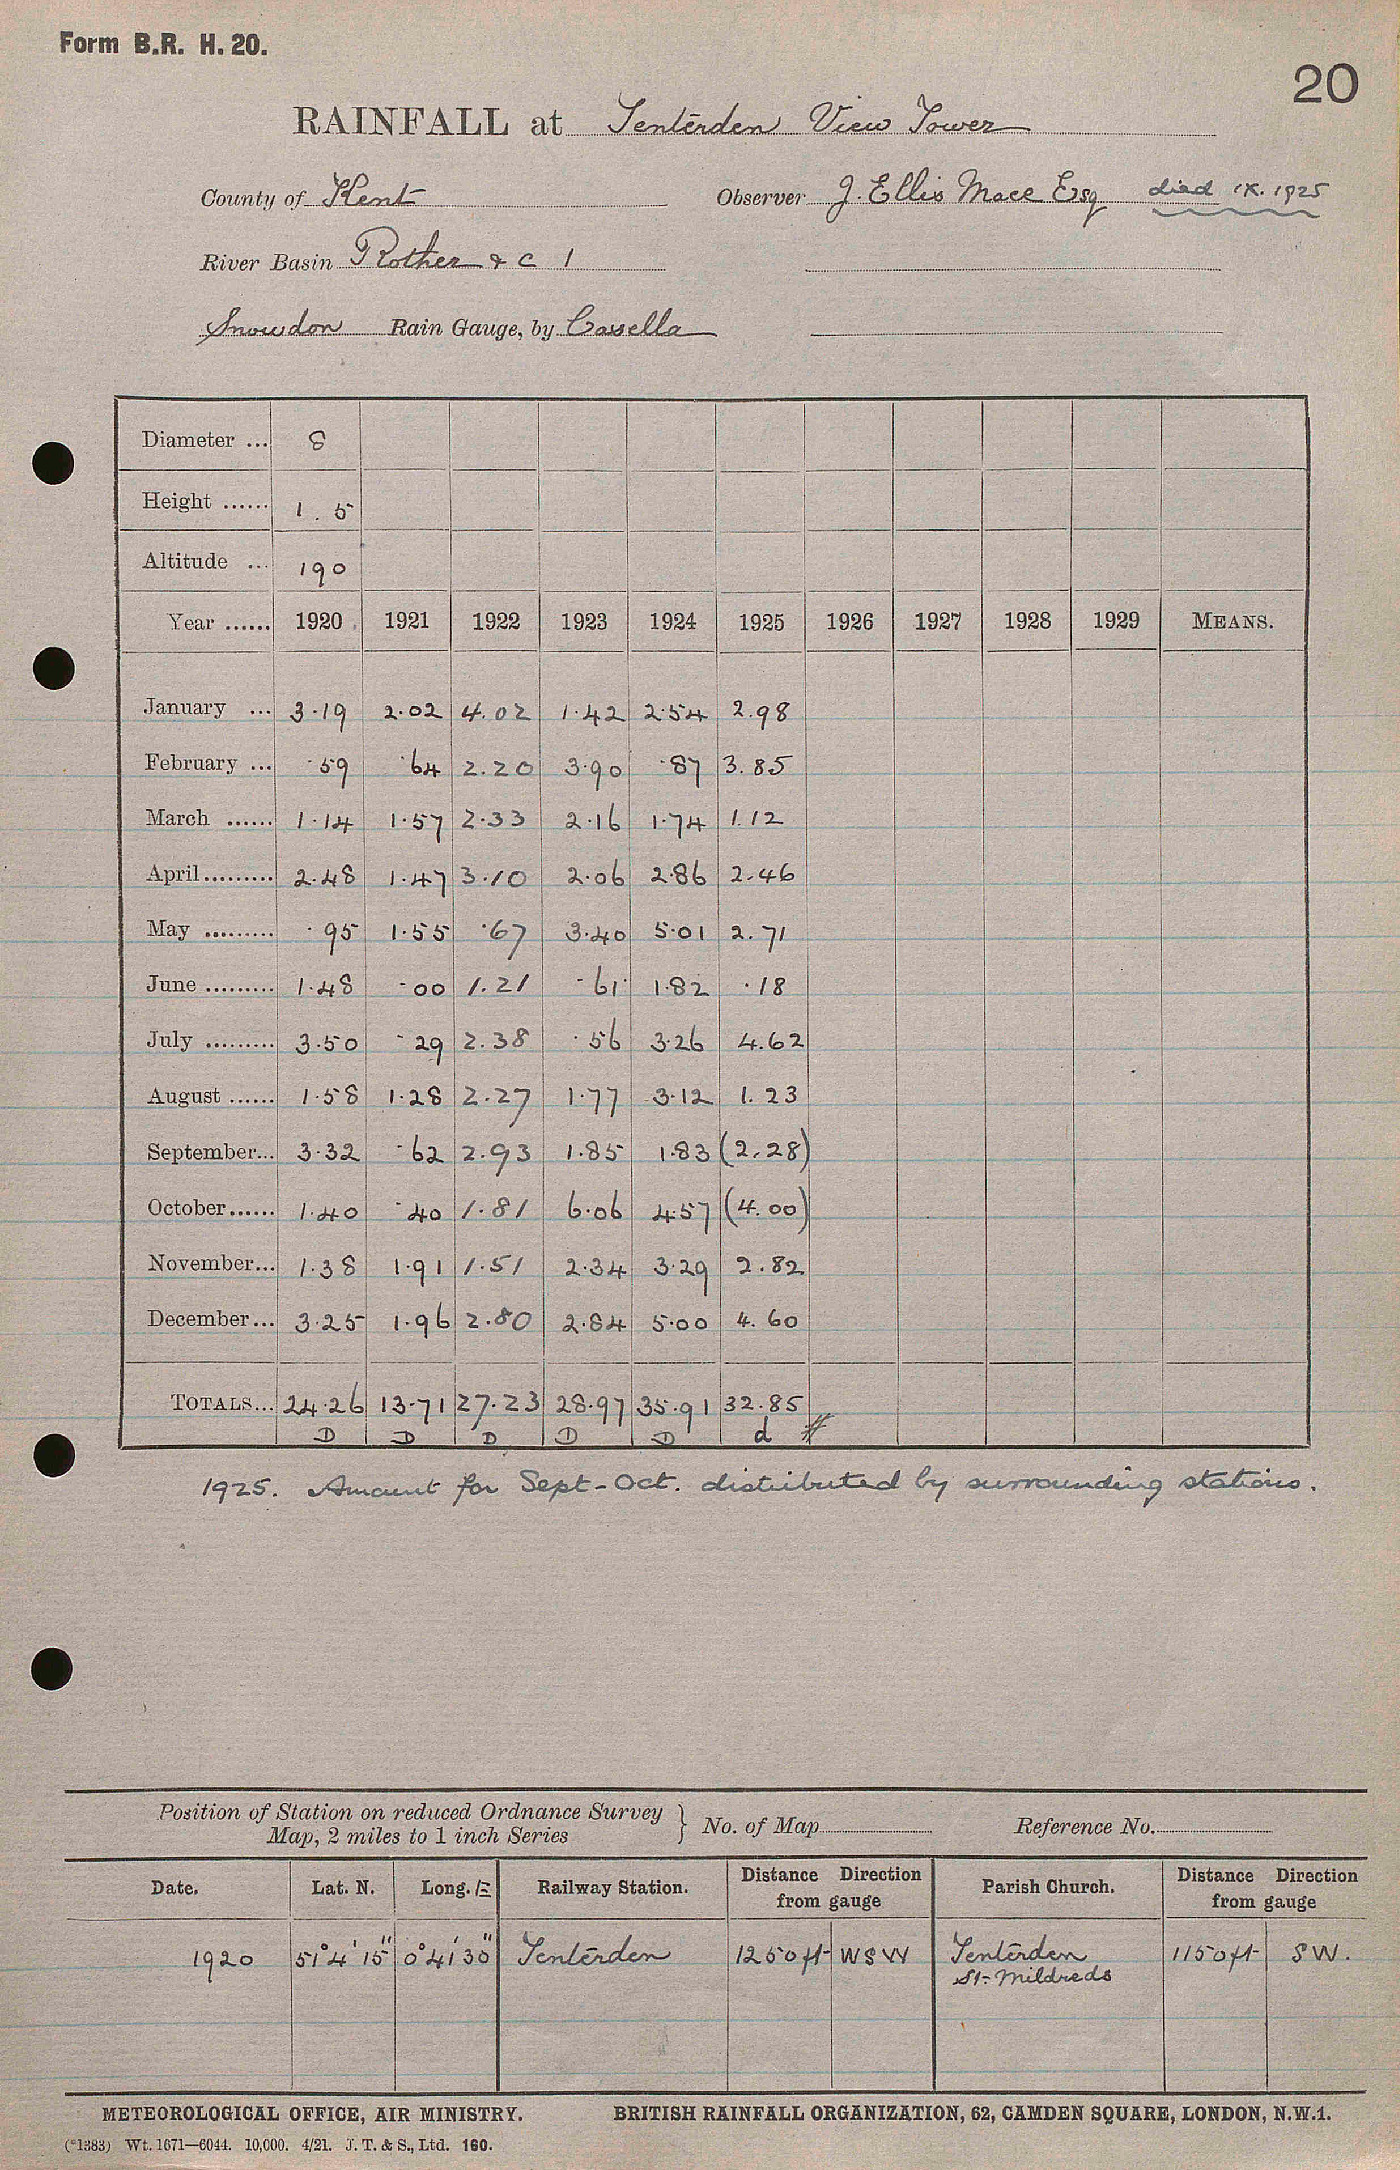 Form B.R. H. 20.
20
RAINFALL at Tenterden View Tower
County of Kent Observer J. Ellis Mace Esq died IX. 1925
River Basin Rother & c 1
Snowdon Rain Gauge, by Casella
Diameter ... 8
Height ...... 1.5
Altitude ... 190
Year ...... 1920 1921 1922 1923 1924 1925 1926 1927 1928 1929 MEANS.
January ... 3.19 2.02 4.02 1.42 2.54 2.98
February ... .59 .64 2.20 3.90 .87 3.85
March ...... 1.14 1.57 2.33 2.16 1.74 1.12
April ......... 2.48 1.47 3.10 2.06 2.86 2.46
May ......... .95 1.55 .67 3.40 5.01 2.71
June ......... 1.48 .00 1.21 .61 1.82 .18
July ......... 3.50 .29 2.38 .56 3.26 4.62
August ...... 1.58 1.28 2.27 1.77 3.12 1.23
September... 3.32 .62 2.93 1.85 1.83 (2.28)
October ...... 1.40 .40 1.81 6.06 4.57 (4.00)
November... 1.38 1.91 1.51 2.34 3.29 2.82
December... 3.25 1.96 2.80 2.84 5.00 4.60
TOTALS... 24.26 13.71 27.23 28.97 35.91 32.85
D D D D D d #
1925. Amount for Sept-Oct. distributed by surrounding stations.
Position of Station on reduced Ordnance Survey
Map, 2 miles to 1 inch Series } No. of Map Reference No.
Date. Lat. N. Long. E Railway Station. Distance Direction from gauge Parish Church. Distance Direction from gauge
1920 51°4'15" 0°41'30" Tenterden 1250 ft WSW Tenterden 1150 ft SW.
St. Mildreds
METEOROLOGICAL OFFICE, AIR MINISTRY. BRITISH RAINFALL ORGANIZATION, 62, CAMDEN SQUARE, LONDON, N.W.1.
(*1383) Wt. 1671—6044. 10,000. 4/21. J. T. & S., Ltd. 160.